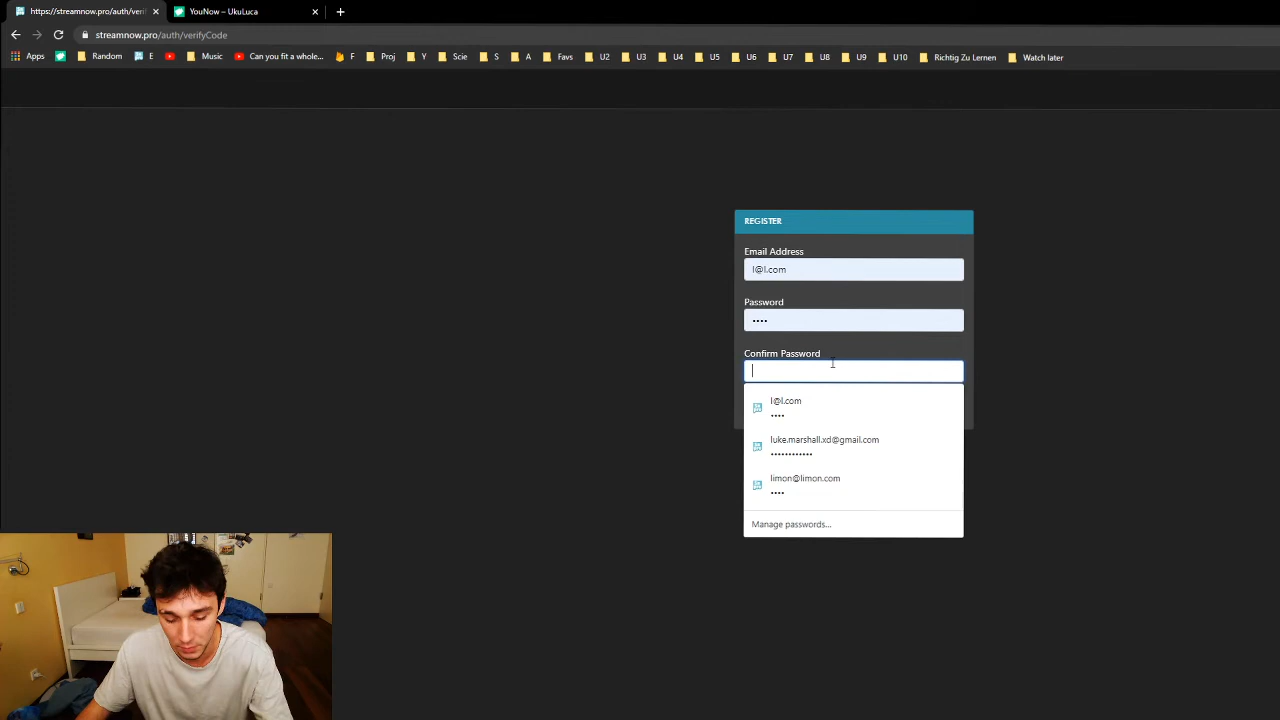 https://streamnow.pro/auth/verif
YouNow – UkuLuca
streamnow.pro/auth/verifyCode
Apps Random E Music Can you fit a whole... F Proj Y Scie S A Favs U2 U3 U4 U5 U6 U7 U8 U9 U10 Richtig Zu Lernen Watch later
REGISTER
Email Address
l@l.com
Password
••••
Confirm Password
l@l.com
••••
luke.marshall.xd@gmail.com
••••••••••••
limon@limon.com
••••
Manage passwords...